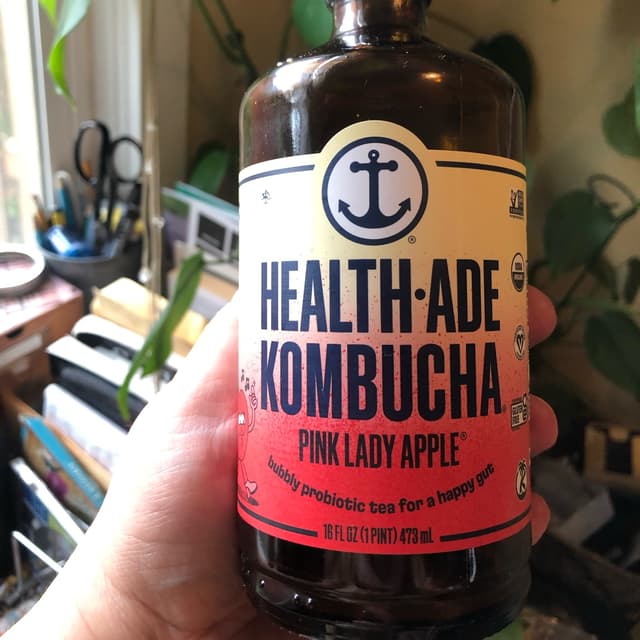 HEALTH·ADE
KOMBUCHA
PINK LADY APPLE®
bubbly probiotic tea for a happy gut
16 FL OZ (1 PINT) 473 mL